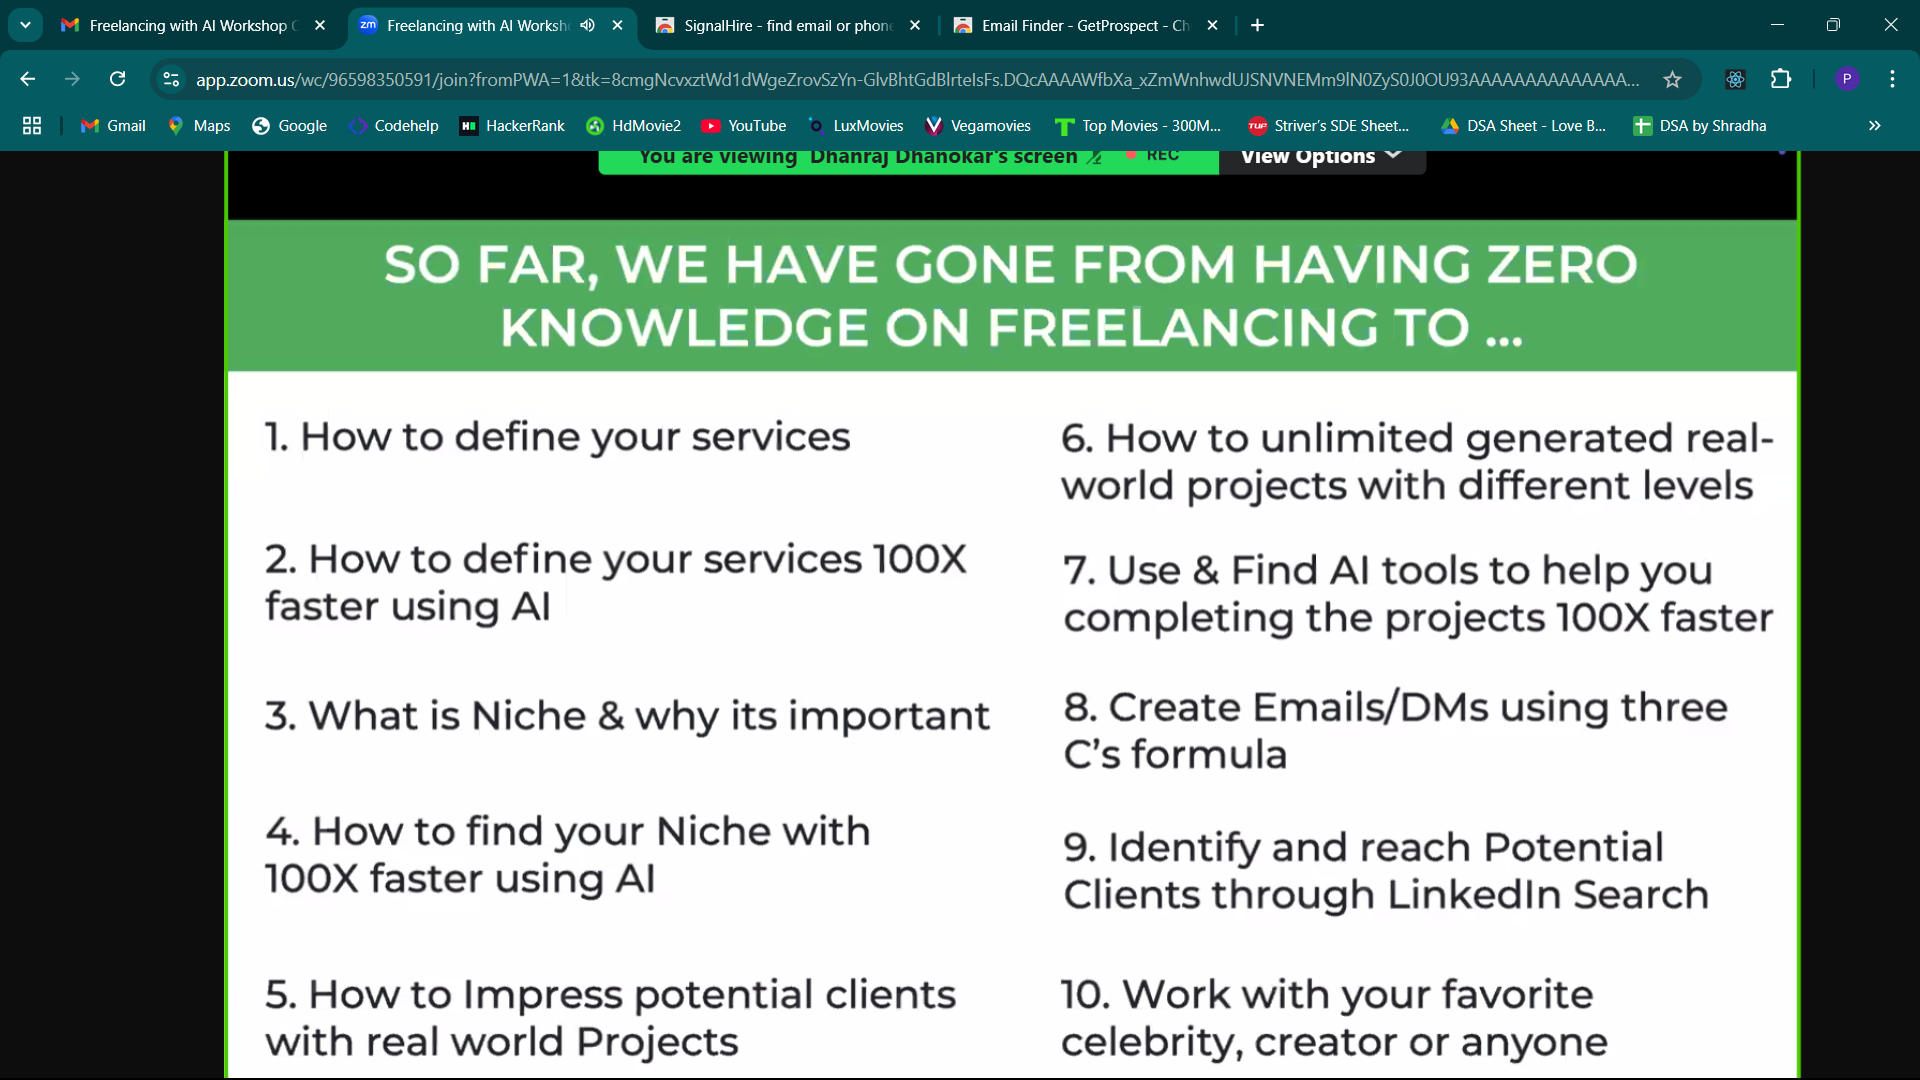 Freelancing with AI Workshop
Freelancing with AI Worksh
SignalHire - find email or phon
Email Finder - GetProspect - Ch
app.zoom.us/wc/96598350591/join?fromPWA=1&tk=8cmgNcvxztWd1dWgeZrovSzYn-GlvBhtGdBlrteIsFs.DQcAAAAWfbXa_xZmWnhwdUJSNVNEMm9lN0ZyS0J0OU93AAAAAAAAAAAAAA...
P
Gmail
Maps
Google
Codehelp
HackerRank
HdMovie2
YouTube
LuxMovies
Vegamovies
Top Movies - 300M...
Striver's SDE Sheet...
DSA Sheet - Love B...
DSA by Shradha
You are viewing Dhanraj Dhanokar's screen
REC
View Options
SO FAR, WE HAVE GONE FROM HAVING ZERO
KNOWLEDGE ON FREELANCING TO ...
1. How to define your services
2. How to define your services 100X
faster using AI
3. What is Niche & why its important
4. How to find your Niche with
100X faster using AI
5. How to Impress potential clients
with real world Projects
6. How to unlimited generated real-
world projects with different levels
7. Use & Find AI tools to help you
completing the projects 100X faster
8. Create Emails/DMs using three
C's formula
9. Identify and reach Potential
Clients through LinkedIn Search
10. Work with your favorite
celebrity, creator or anyone